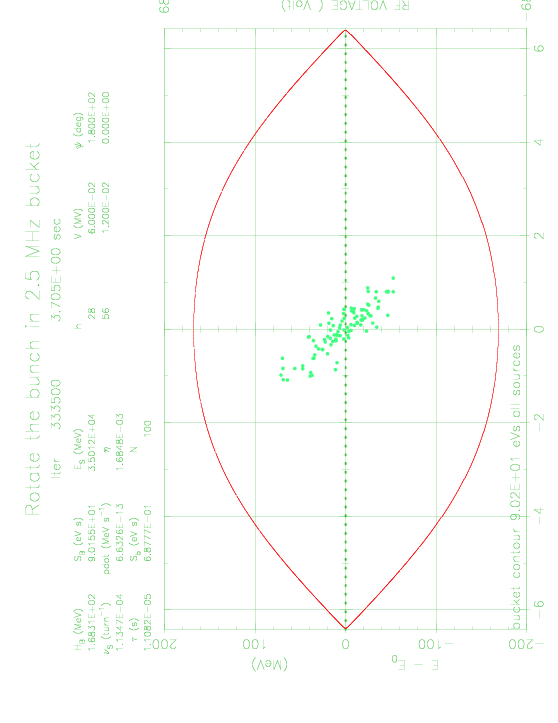 Rotate the bunch in 2.5 MHz bucket
Iter 333500 3.705E+00 sec
H_B (MeV) S_B (eV s) E_S (MeV) h V (MV) ψ (deg)
1.6831E+02 9.0155E+01 3.5012E+04 28 6.000E-02 1.800E+02
ν_S (turn⁻¹) pdot (MeV s⁻¹) η 56 1.200E-02 0.000E+00
1.1347E-04 6.6326E-13 1.6848E-03
τ (s) S_b (eV s) N
1.1082E-05 6.8777E-01 100
bucket contour 9.02E+01 eVs all sources
200 100 0 -100 -200
E - E₀ (MeV)
-6 -4 -2 0 2 4 6
RF VOLTAGE ( Volt)